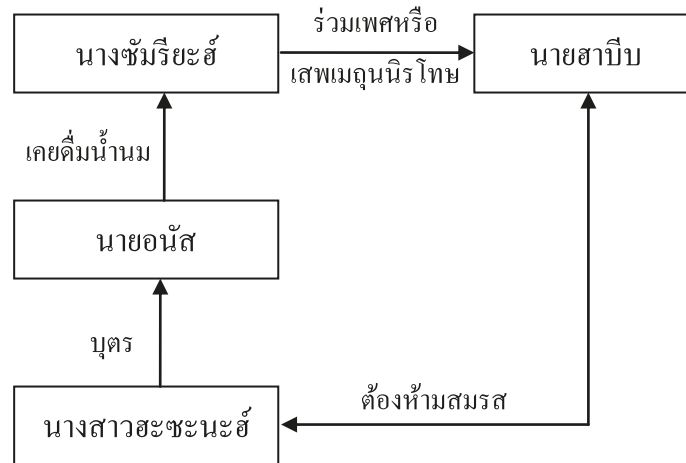 นางซัมรียะฮ์
ร่วมเพศหรือ
เสพเมถุนนิรโทษ
นายฮาบีบ
เคยดื่มน้ำนม
นายอนัส
บุตร
นางสาวฮะซะนะฮ์
ต้องห้ามสมรส